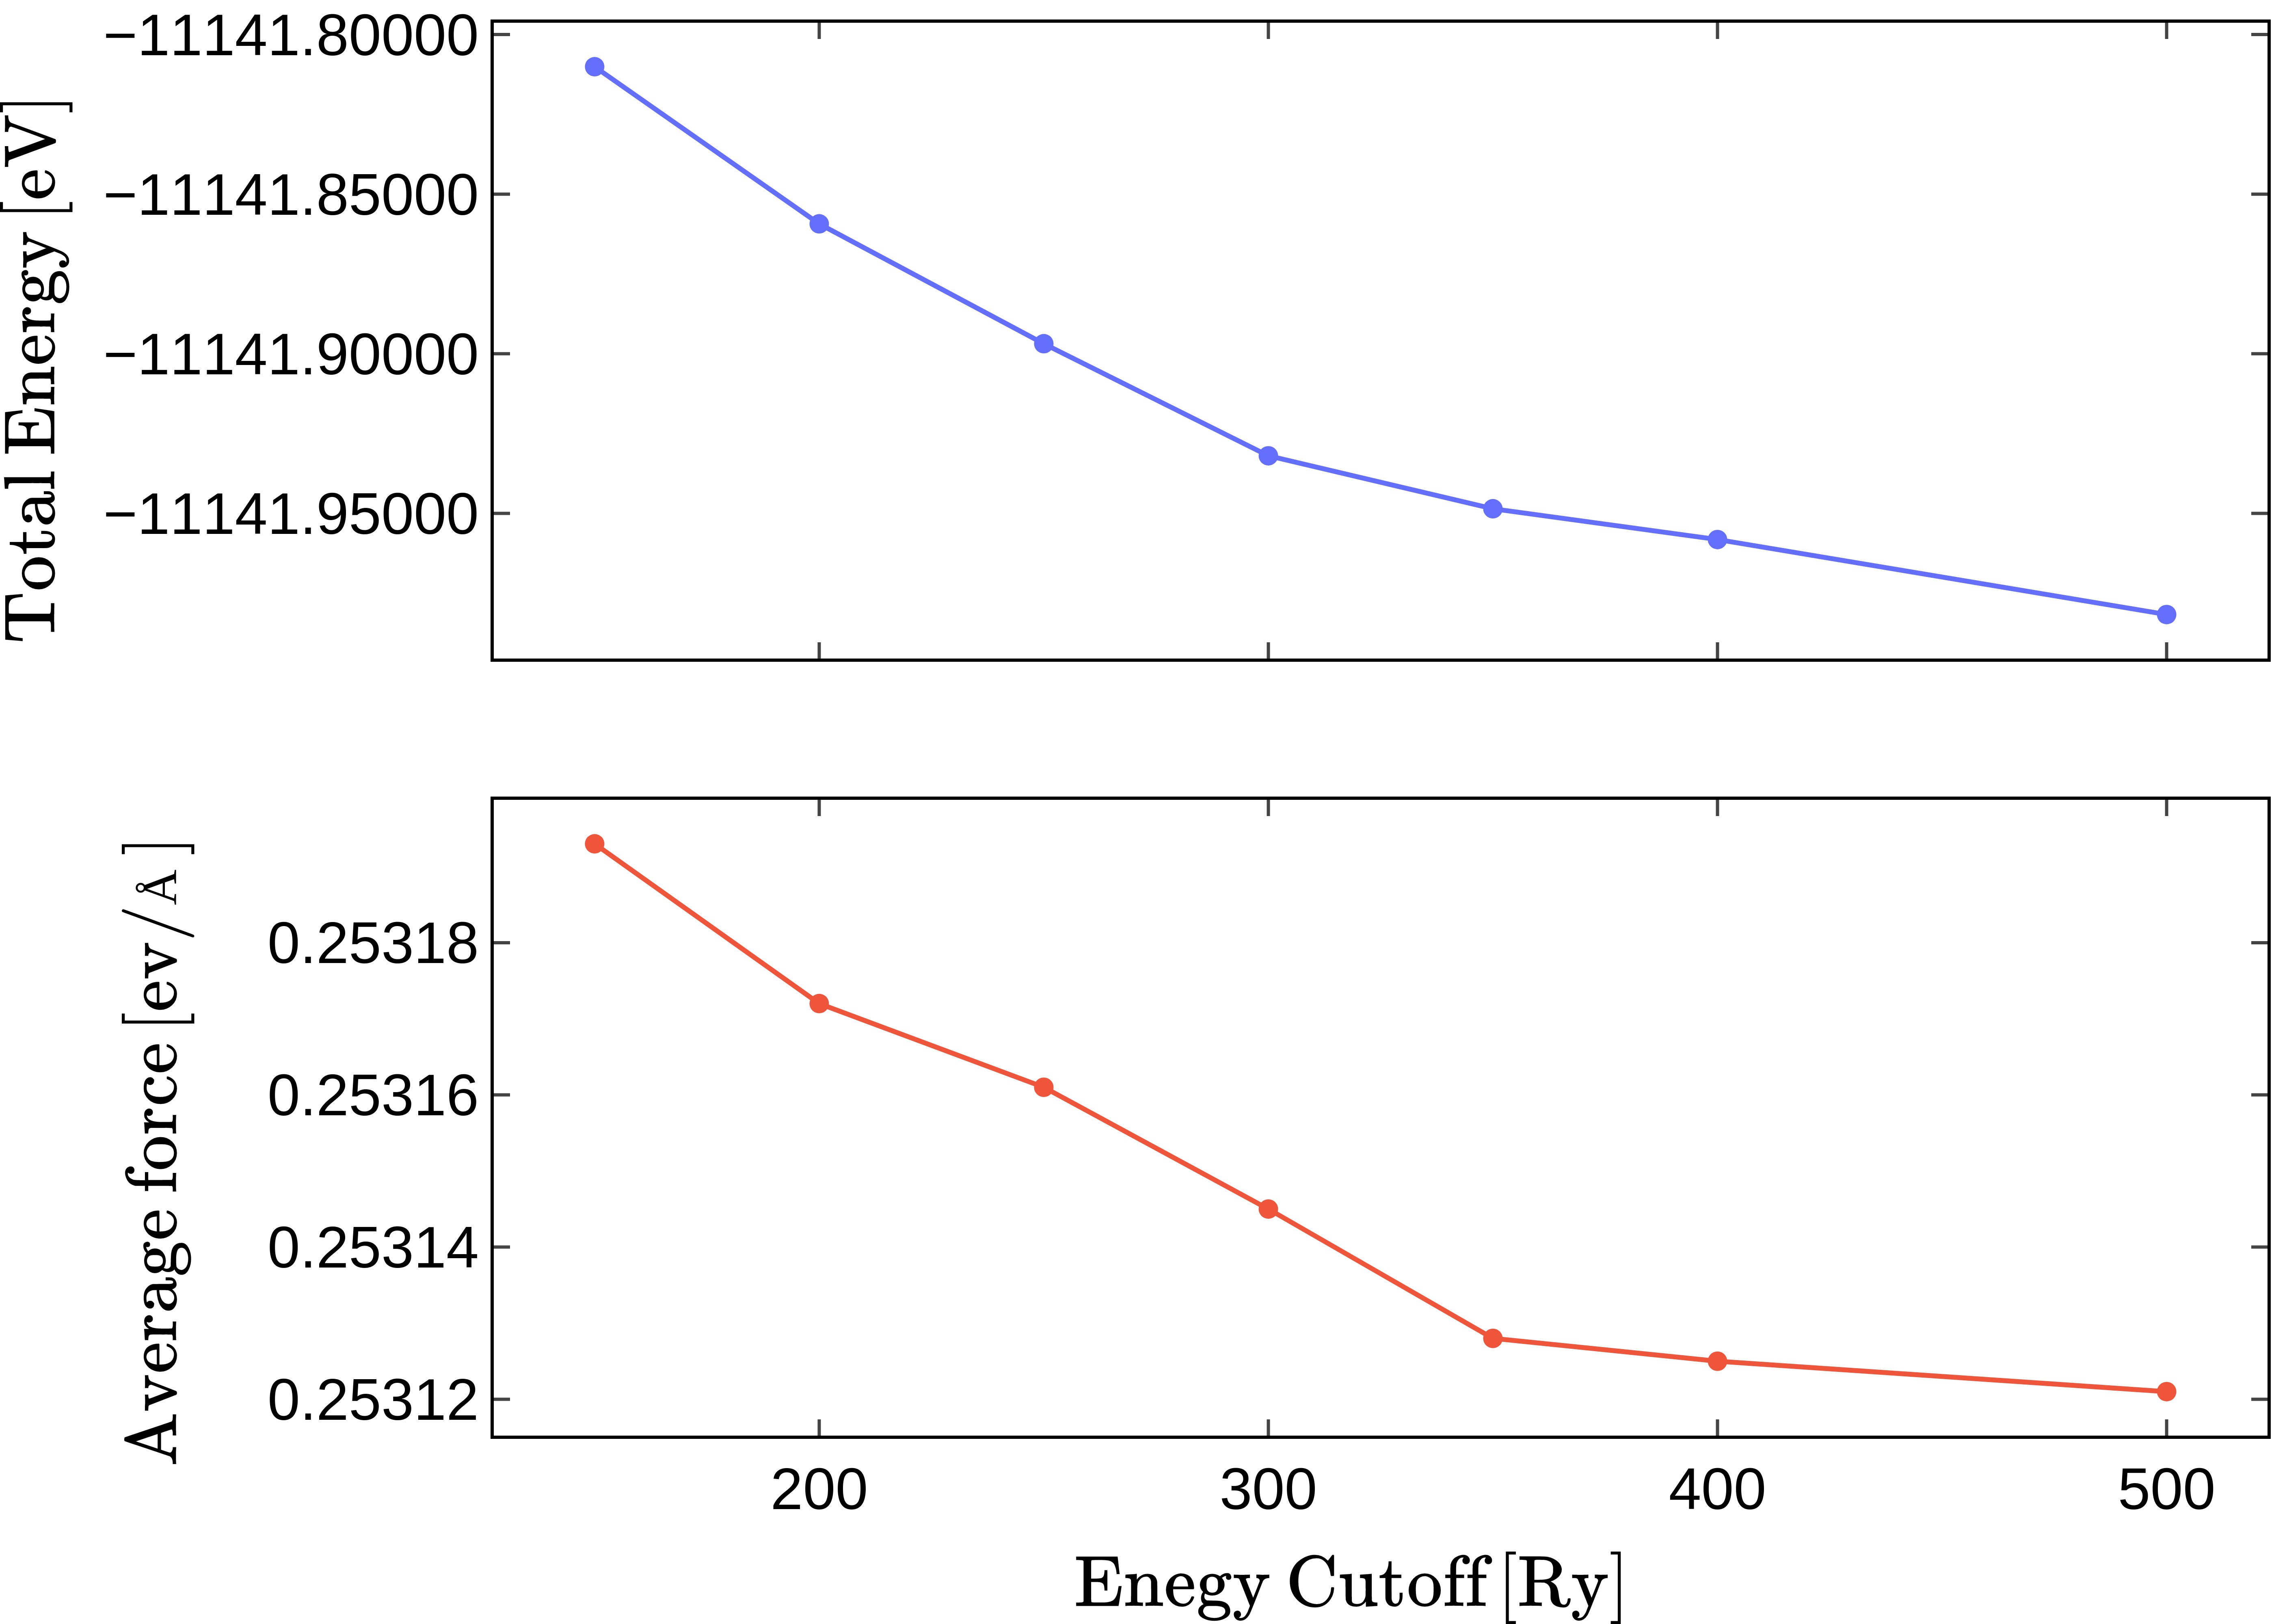 Total Energy [eV]
−11141.80000
−11141.85000
−11141.90000
−11141.95000
Average force [ev/Å]
0.25318
0.25316
0.25314
0.25312
200 300 400 500
Enegy Cutoff [Ry]